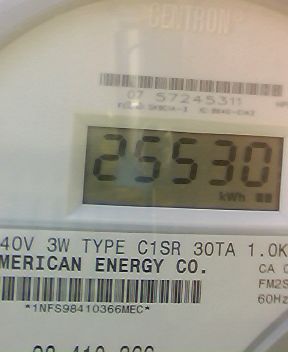 CENTRON®
07 57245311
25530
kWh
40V 3W TYPE C1SR 30TA 1.0K
MERICAN ENERGY CO.
CA 0
FM2S
60Hz
*1NFS98410366MEC*